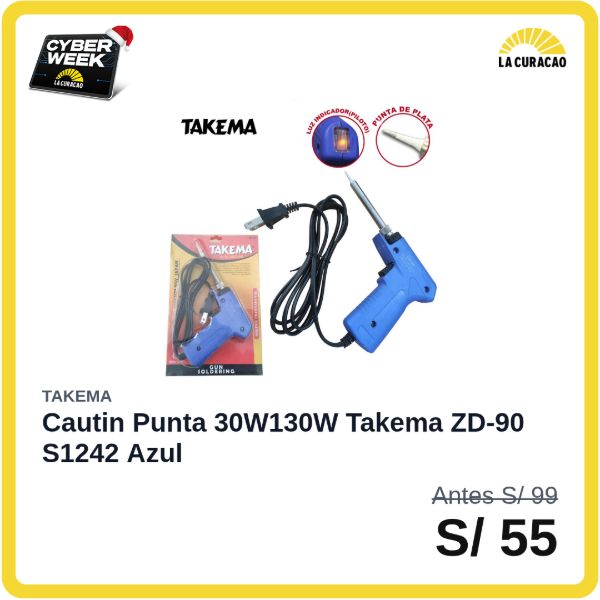 CYBER
WEEK
LA CURACAO
LA CURACAO
TAKEMA
LUZ INDICADOR(PILOTO)
PUNTA DE PLATA
TAKEMA
GUN
SOLDERING
TAKEMA
Cautin Punta 30W130W Takema ZD-90
S1242 Azul
Antes S/ 99
S/ 55